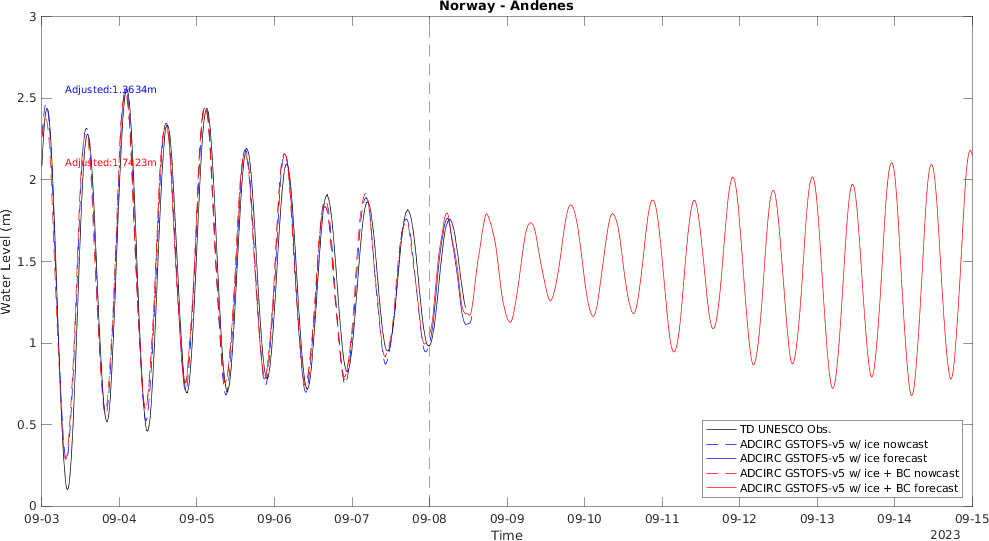 Norway - Andenes
3
2.5
2
1.5
1
0.5
0
Water Level (m)
Adjusted:1.3634m
Adjusted:1.7423m
TD UNESCO Obs.
ADCIRC GSTOFS-v5 w/ ice nowcast
ADCIRC GSTOFS-v5 w/ ice forecast
ADCIRC GSTOFS-v5 w/ ice + BC nowcast
ADCIRC GSTOFS-v5 w/ ice + BC forecast
09-03 09-04 09-05 09-06 09-07 09-08 09-09 09-10 09-11 09-12 09-13 09-14 09-15
Time
2023